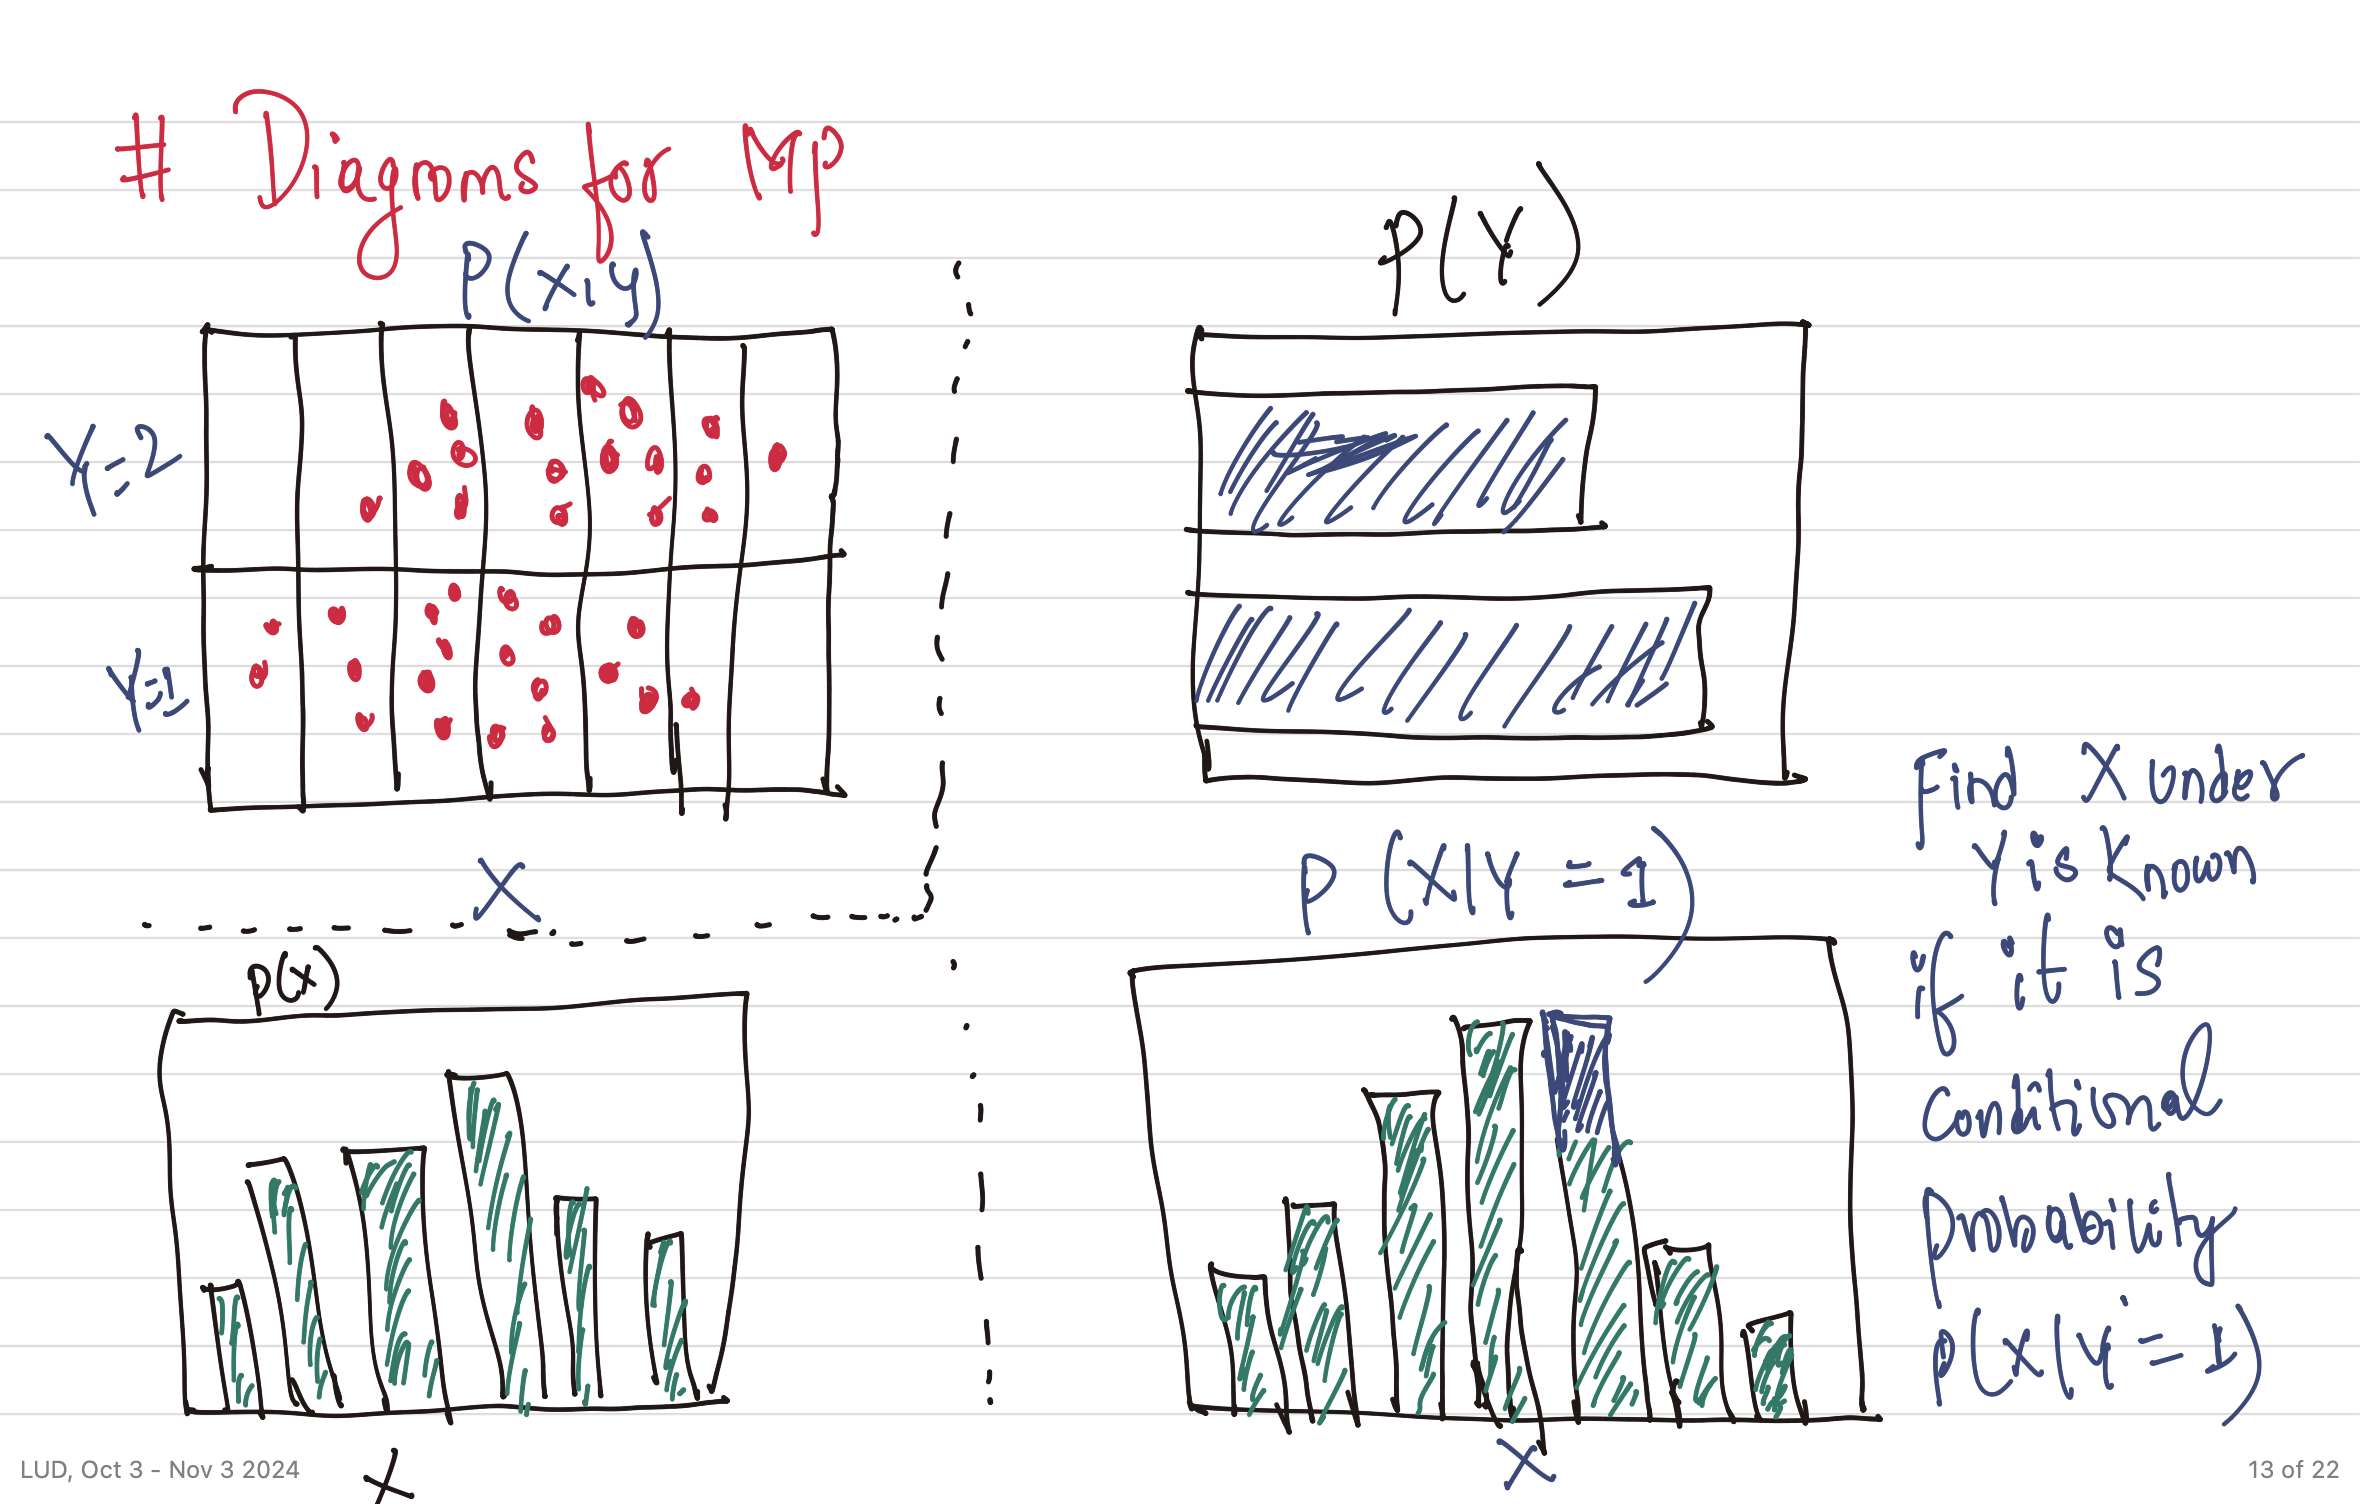 # Diagrams for MP
P(X,Y)
Y=2
Y=1
X
P(Y)
P(X)
X
P(X|Y=1)
X
Find X under
Y is known
if it is
Conditional
Probability
P(X|Y=1)
LUD, Oct 3 - Nov 3 2024
13 of 22